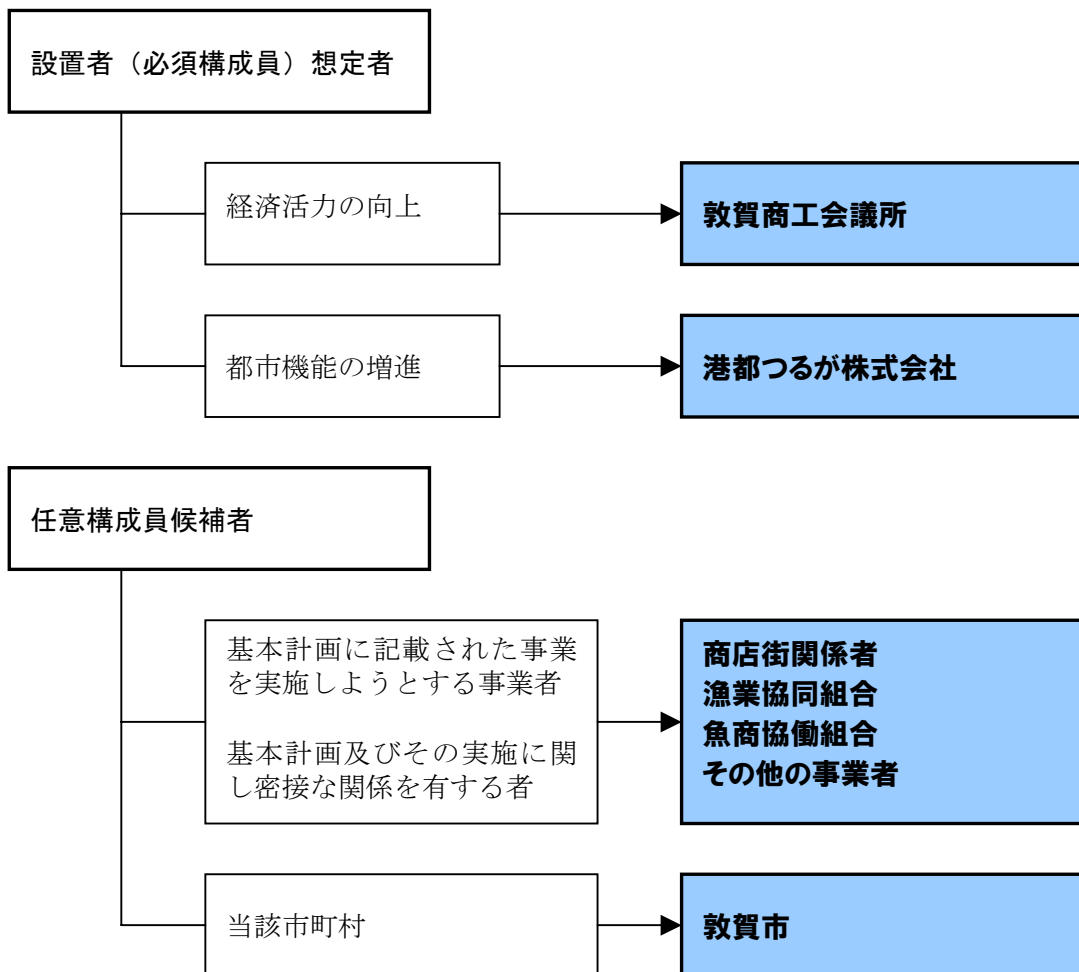 設置者（必須構成員）想定者
経済活力の向上
敦賀商工会議所
都市機能の増進
港都つるが株式会社
任意構成員候補者
基本計画に記載された事業
を実施しようとする事業者
基本計画及びその実施に関
し密接な関係を有する者
商店街関係者
漁業協同組合
魚商協働組合
その他の事業者
当該市町村
敦賀市